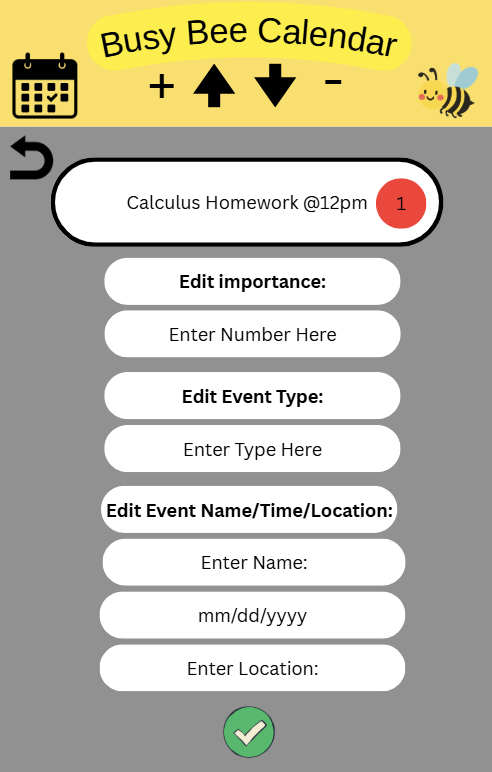 Busy Bee Calendar
+ -
Calculus Homework @12pm 1
Edit importance:
Enter Number Here
Edit Event Type:
Enter Type Here
Edit Event Name/Time/Location:
Enter Name:
mm/dd/yyyy
Enter Location: